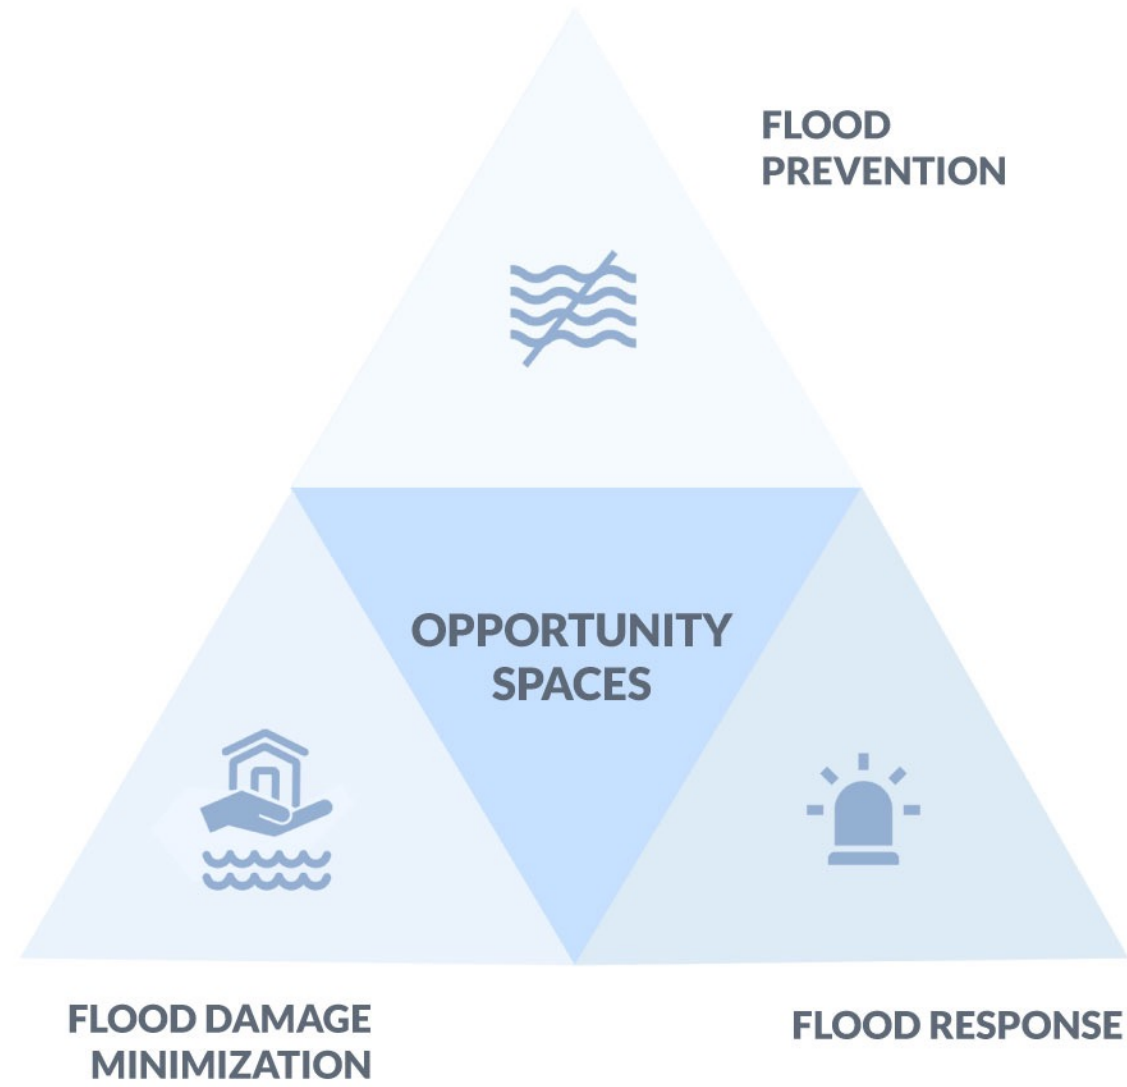 FLOOD
PREVENTION
OPPORTUNITY
SPACES
FLOOD DAMAGE
MINIMIZATION
FLOOD RESPONSE